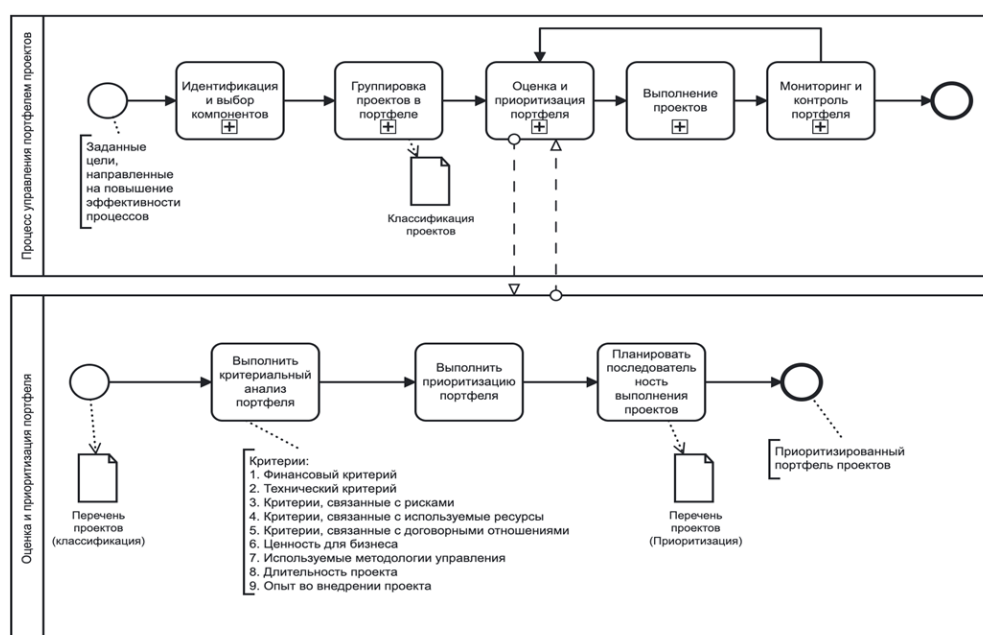 Процесс управления портфелем проектов
Идентификация
и выбор
компонентов
Группировка
проектов в
портфеле
Оценка и
приоритизация
портфеля
Выполнение
проектов
Мониторинг и
контроль
портфеля
Заданные
цели,
направленные
на повышение
эффективности
процессов
Классификация
проектов
Оценка и приоритизация портфеля
Выполнить
критериальный
анализ
портфеля
Выполнить
приоритизацию
портфеля
Планировать
последователь
ность
выполнения
проектов
Перечень
проектов
(классификация)
Критерии:
1. Финансовый критерий
2. Технический критерий
3. Критерии, связанные с рисками
4. Критерии, связанные с используемые ресурсы
5. Критерии, связанные с договорными отношениями
6. Ценность для бизнеса
7. Используемые методологии управления
8. Длительность проекта
9. Опыт во внедрении проекта
Перечень
проектов
(Приоритизация)
Приоритизированный
портфель проектов